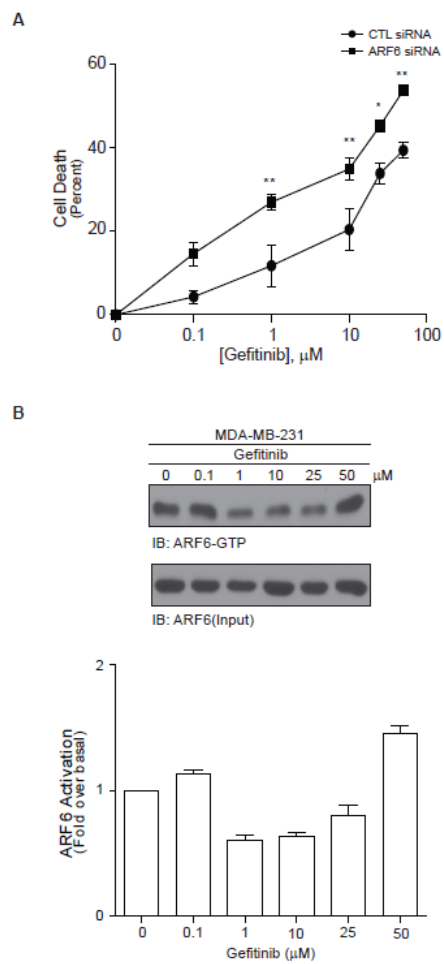 A
CTL siRNA
ARF6 siRNA
60
40
20
0
Cell Death
(Percent)
** ** * **
0 0.1 1 10 100
[Gefitinib], μM
B
MDA-MB-231
Gefitinib
0 0.1 1 10 25 50 μM
IB: ARF6-GTP
IB: ARF6(Input)
2
1
0
ARF6 Activation
(Fold over basal)
0 0.1 1 10 25 50
Gefitinib (μM)